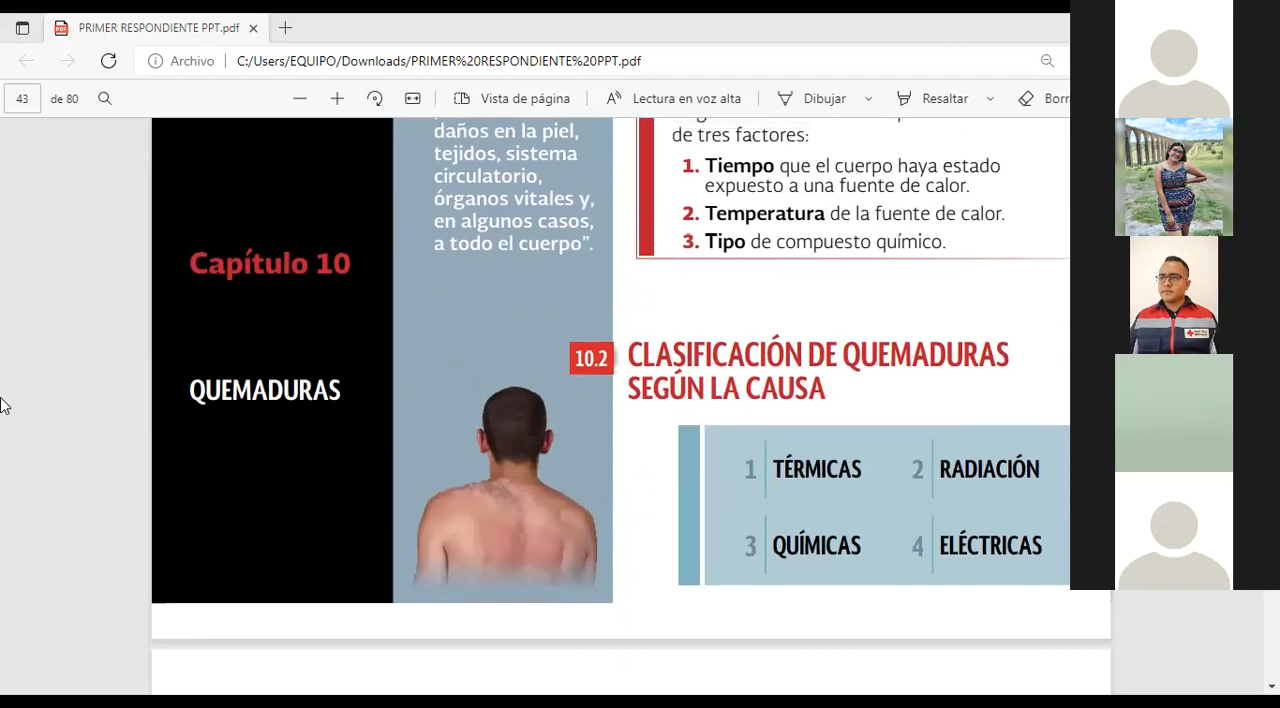 PRIMER RESPONDIENTE PPT.pdf
Archivo
C:/Users/EQUIPO/Downloads/PRIMER%20RESPONDIENTE%20PPT.pdf
43 de 80
Vista de página
Lectura en voz alta
Dibujar
Resaltar
Borra
daños en la piel,
tejidos, sistema
circulatorio,
órganos vitales y,
en algunos casos,
a todo el cuerpo”.
Capítulo 10
QUEMADURAS
de tres factores:
1. Tiempo que el cuerpo haya estado
expuesto a una fuente de calor.
2. Temperatura de la fuente de calor.
3. Tipo de compuesto químico.
10.2 CLASIFICACIÓN DE QUEMADURAS
SEGÚN LA CAUSA
1 TÉRMICAS 2 RADIACIÓN
3 QUÍMICAS 4 ELÉCTRICAS